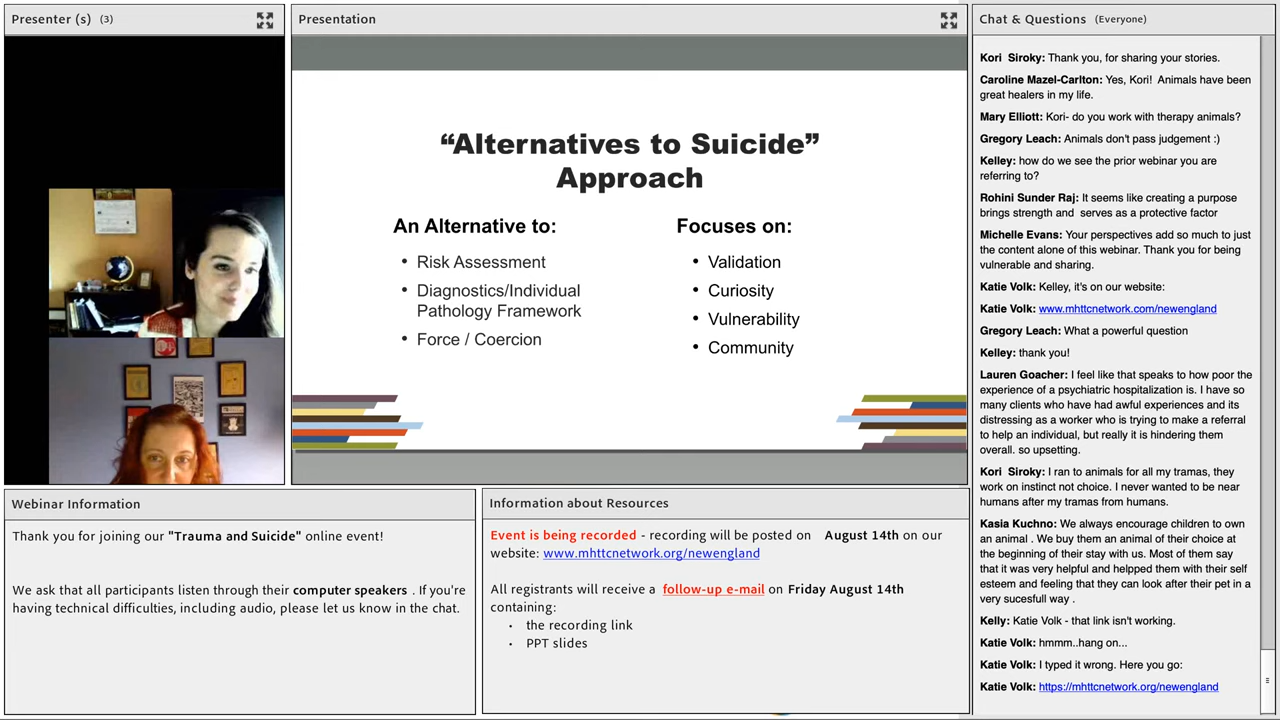 Presenter (s) (3)
Presentation
“Alternatives to Suicide”
Approach
An Alternative to:
• Risk Assessment
• Diagnostics/Individual
Pathology Framework
• Force / Coercion
Focuses on:
• Validation
• Curiosity
• Vulnerability
• Community
Chat & Questions (Everyone)
Kori Siroky: Thank you, for sharing your stories.
Caroline Mazel-Carlton: Yes, Kori! Animals have been
great healers in my life.
Mary Elliott: Kori- do you work with therapy animals?
Gregory Leach: Animals don't pass judgement :)
Kelley: how do we see the prior webinar you are
referring to?
Rohini Sunder Raj: It seems like creating a purpose
brings strength and serves as a protective factor
Michelle Evans: Your perspectives add so much to just
the content alone of this webinar. Thank you for being
vulnerable and sharing.
Katie Volk: Kelley, it's on our website:
Katie Volk: www.mhttcnetwork.com/newengland
Gregory Leach: What a powerful question
Kelley: thank you!
Lauren Goacher: I feel like that speaks to how poor the
experience of a psychiatric hospitalization is. I have so
many clients who have had awful experiences and its
distressing as a worker who is trying to make a referral
to help an individual, but really it is hindering them
overall. so upsetting.
Kori Siroky: I ran to animals for all my tramas, they
work on instinct not choice. I never wanted to be near
humans after my tramas from humans.
Kasia Kuchno: We always encourage children to own
an animal . We buy them an animal of their choice at
the beginning of their stay with us. Most of them say
that it was very helpful and helpped them with their self
esteem and feeling that they can look after their pet in a
very sucesfull way .
Kelly: Katie Volk - that link isn't working.
Katie Volk: hmmm..hang on...
Katie Volk: I typed it wrong. Here you go:
Katie Volk: https://mhttcnetwork.org/newengland
Webinar Information
Thank you for joining our "Trauma and Suicide" online event!
We ask that all participants listen through their computer speakers . If you're
having technical difficulties, including audio, please let us know in the chat.
Information about Resources
Event is being recorded - recording will be posted on August 14th on our
website: www.mhttcnetwork.org/newengland
All registrants will receive a follow-up e-mail on Friday August 14th
containing:
• the recording link
• PPT slides